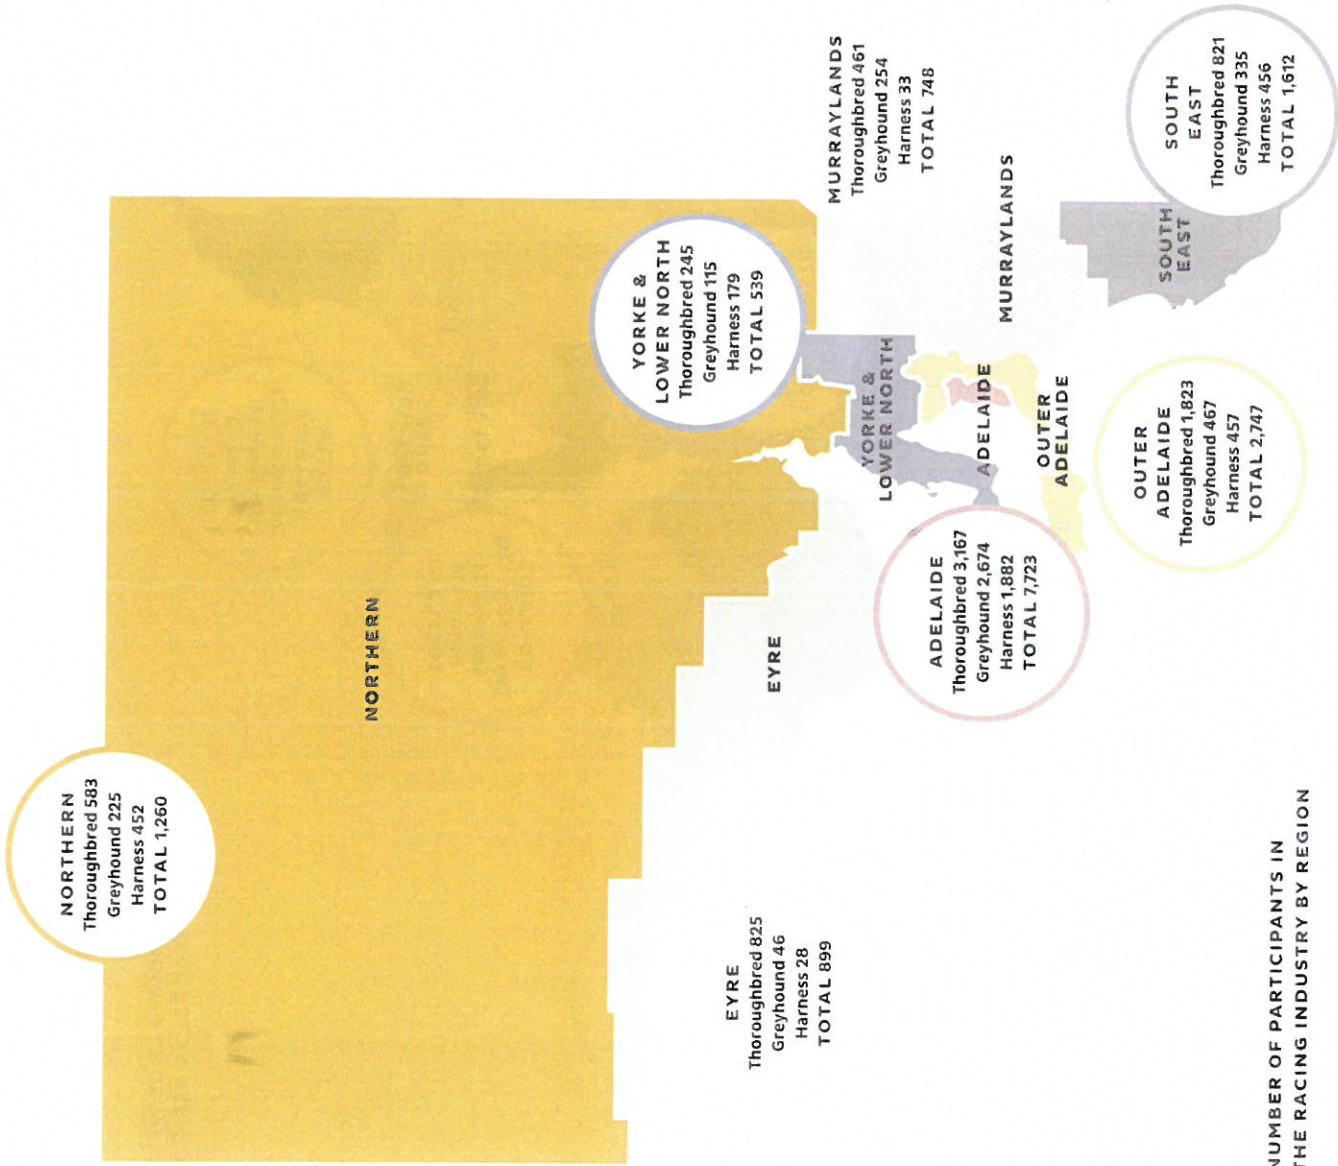 NORTHERN
Thoroughbred 583
Greyhound 225
Harness 452
TOTAL 1,260
NORTHERN
YORKE &
LOWER NORTH
Thoroughbred 245
Greyhound 115
Harness 179
TOTAL 539
MURRAYLANDS
Thoroughbred 461
Greyhound 254
Harness 33
TOTAL 748
EYRE
Thoroughbred 825
Greyhound 46
Harness 28
TOTAL 899
EYRE
YORKE &
LOWER NORTH
ADELAIDE
OUTER
ADELAIDE
MURRAYLANDS
SOUTH
EAST
ADELAIDE
Thoroughbred 3,167
Greyhound 2,674
Harness 1,882
TOTAL 7,723
OUTER
ADELAIDE
Thoroughbred 1,823
Greyhound 467
Harness 457
TOTAL 2,747
SOUTH
EAST
Thoroughbred 821
Greyhound 335
Harness 456
TOTAL 1,612
NUMBER OF PARTICIPANTS IN
THE RACING INDUSTRY BY REGION